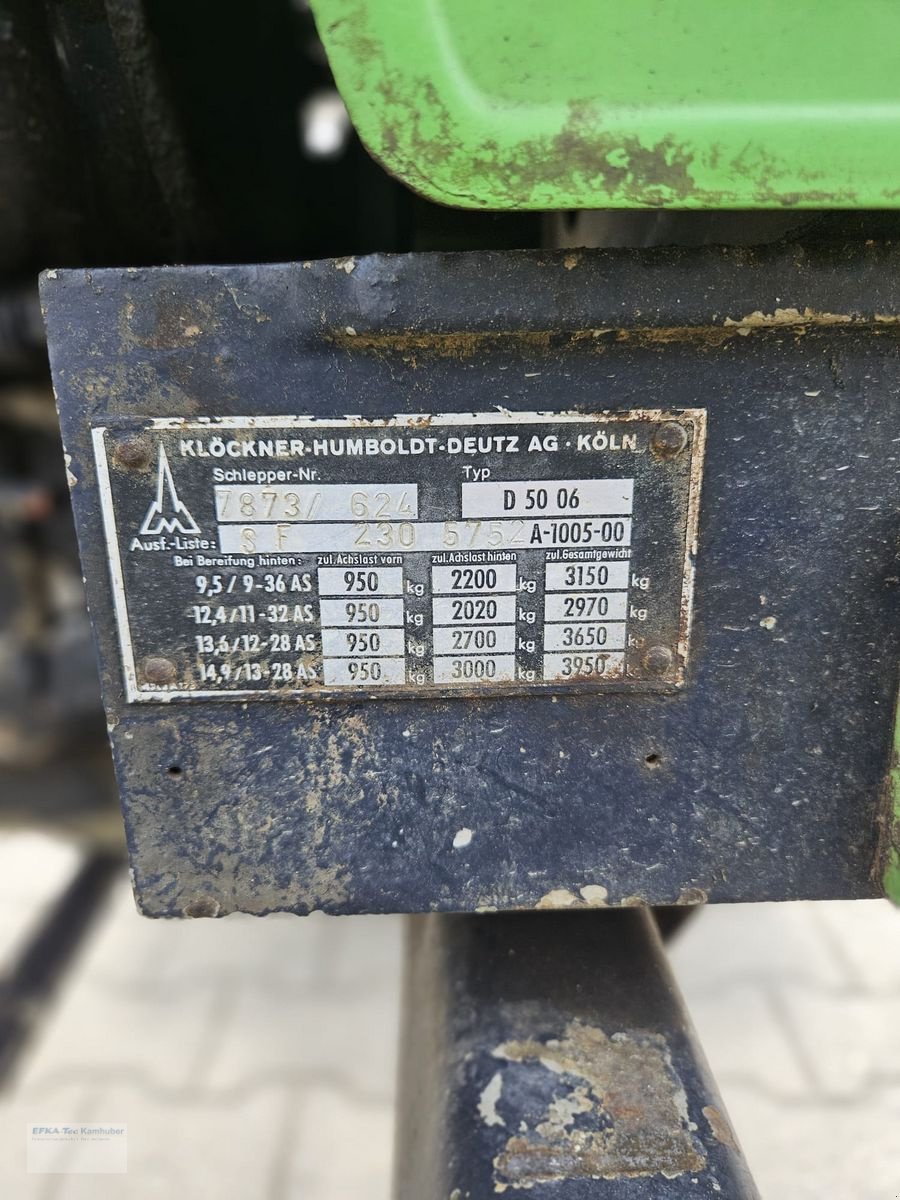 KLÖCKNER-HUMBOLDT-DEUTZ AG · KÖLN
Schlepper-Nr. Typ
7873/ 624 D 50 06
Ausf.-Liste: SF 230 5752 A-1005-00
Bei Bereifung hinten: zul. Achslast vorn zul. Achslast hinten zul. Gesamtgewicht
9,5 / 9-36 AS 950 kg 2200 kg 3150 kg
12,4/11-32 AS 950 kg 2020 kg 2970 kg
13,6/12-28 AS 950 kg 2700 kg 3650 kg
14,9/13-28 AS 950 kg 3000 kg 3950
EFKA-Tec Kamhuber